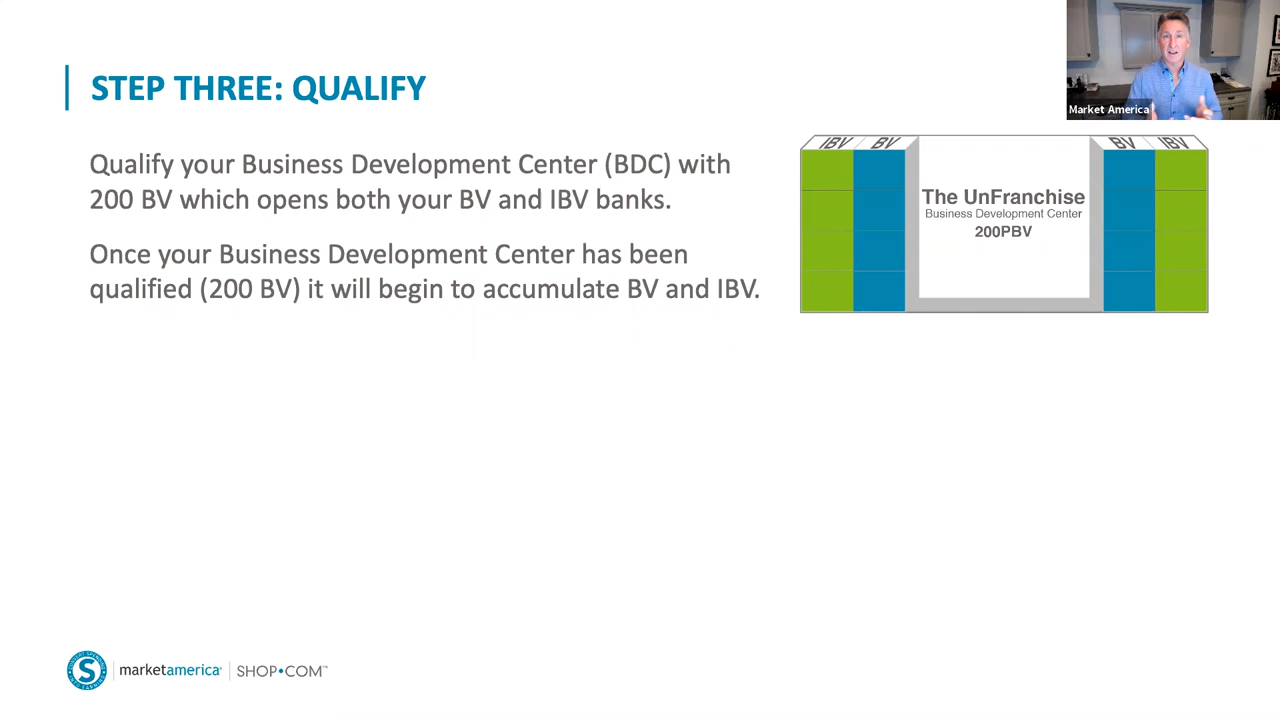 STEP THREE: QUALIFY
Market America
Qualify your Business Development Center (BDC) with
200 BV which opens both your BV and IBV banks.
Once your Business Development Center has been
qualified (200 BV) it will begin to accumulate BV and IBV.
IBV BV BV IBV
The UnFranchise
Business Development Center
200PBV
S
marketamerica
SHOP•COM™